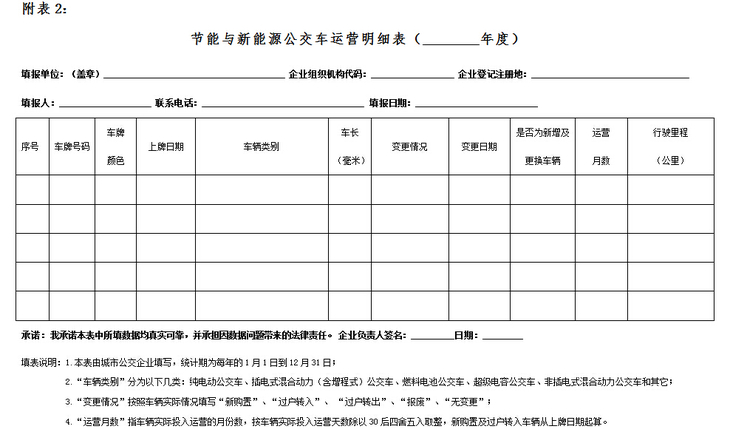 附表2：
节能与新能源公交车运营明细表（______年度）
填报单位：（盖章）____________________ 企业组织机构代码：____________ 企业登记注册地：____________________
填报人：____________ 联系电话：____________________ 填报日期：________________
序号 车牌号码 车牌颜色 上牌日期 车辆类别 车长（毫米） 变更情况 变更日期 是否为新增及更换车辆 运营月数 行驶里程（公里）
承诺：我承诺本表中所填数据均真实可靠，并承担因数据问题带来的法律责任。企业负责人签名：________日期：_______
填表说明：1.本表由城市公交企业填写，统计期为每年的1月1日到12月31日；
2.“车辆类别”分为以下几类：纯电动公交车、插电式混合动力（含增程式）公交车、燃料电池公交车、超级电容公交车、非插电式混合动力公交车和其它；
3.“变更情况”按照车辆实际情况填写“新购置”、“过户转入”、“过户转出”、“报废”、“无变更”；
4.“运营月数”指车辆实际投入运营的月份数，按车辆实际投入运营天数除以30后四舍五入取整，新购置及过户转入车辆从上牌日期起算。